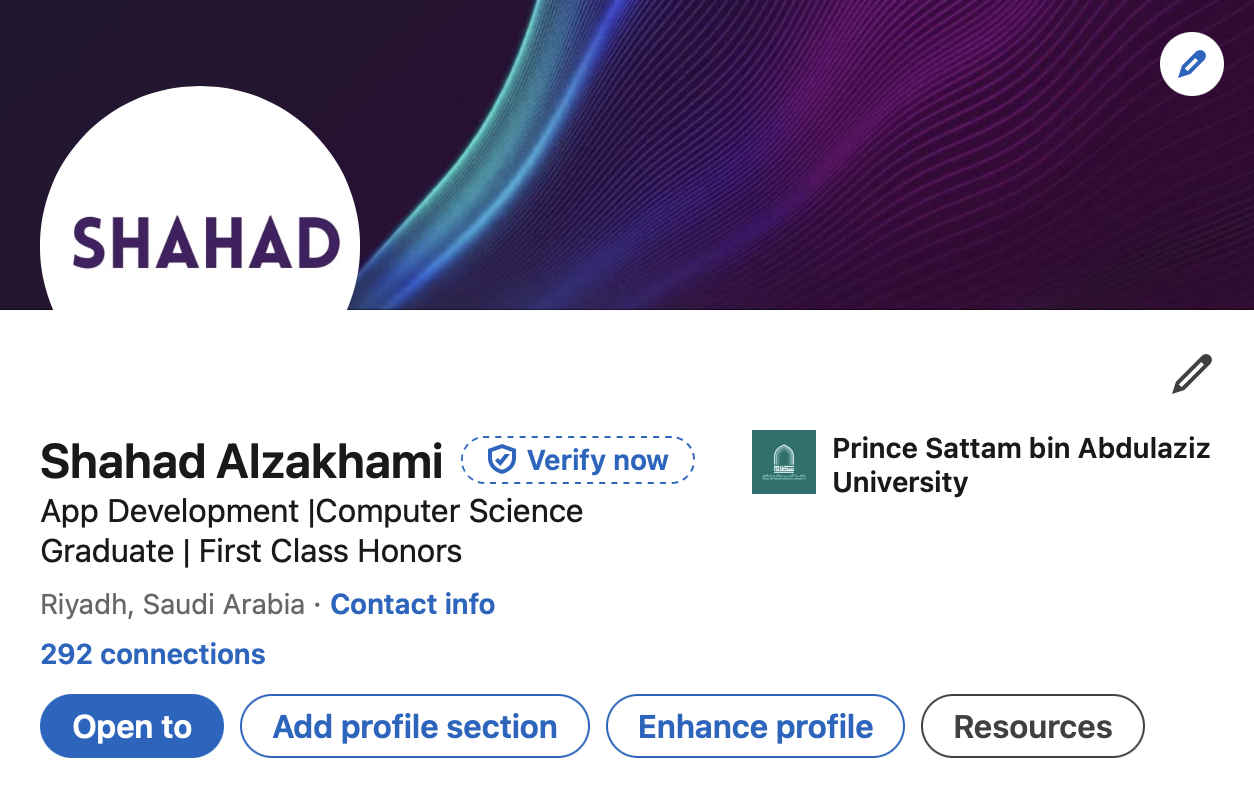 SHAHAD
Shahad Alzakhami
Verify now
App Development |Computer Science
Graduate | First Class Honors
Riyadh, Saudi Arabia · Contact info
292 connections
Prince Sattam bin Abdulaziz
University
Open to
Add profile section
Enhance profile
Resources